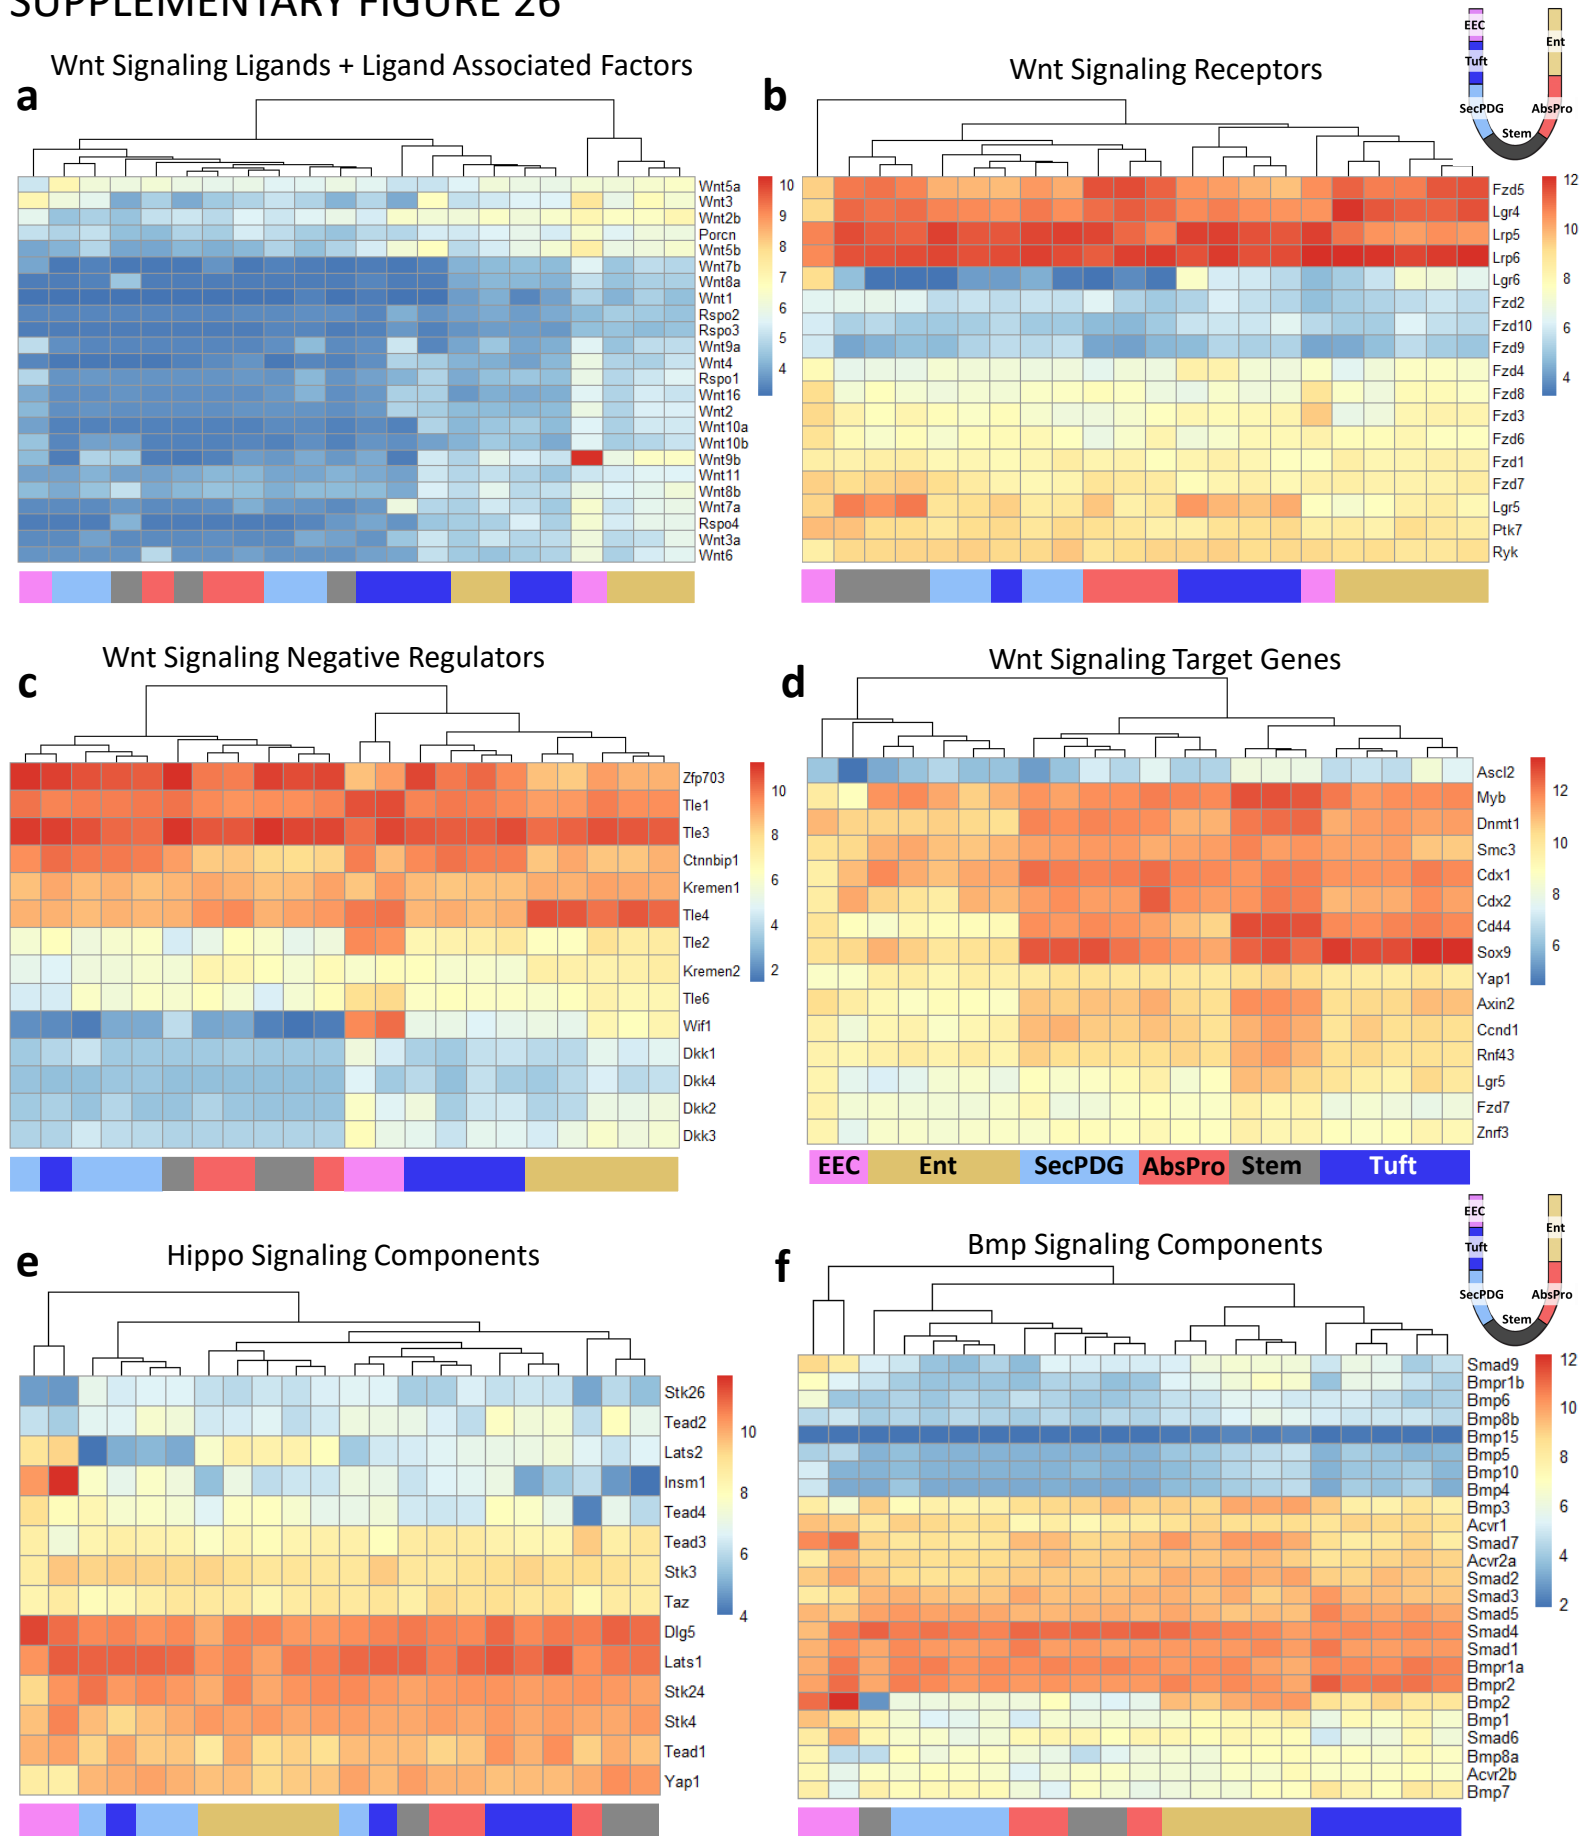 SUPPLEMENTARY FIGURE 26
EEC
Tuft
SecPDG
Stem
AbsPro
Ent
Wnt Signaling Ligands + Ligand Associated Factors
a
Wnt5a
Wnt3
Wnt2b
Porcn
Wnt5b
Wnt7b
Wnt8a
Wnt1
Rspo2
Rspo3
Wnt9a
Wnt4
Rspo1
Wnt16
Wnt2
Wnt10a
Wnt10b
Wnt9b
Wnt11
Wnt8b
Wnt7a
Rspo4
Wnt3a
Wnt6
10
9
8
7
6
5
4
Wnt Signaling Receptors
b
Fzd5
Lgr4
Lrp5
Lrp6
Lgr6
Fzd2
Fzd10
Fzd9
Fzd4
Fzd8
Fzd3
Fzd6
Fzd1
Fzd7
Lgr5
Ptk7
Ryk
12
10
8
6
4
Wnt Signaling Negative Regulators
c
Zfp703
Tle1
Tle3
Ctnnbip1
Kremen1
Tle4
Tle2
Kremen2
Tle6
Wif1
Dkk1
Dkk4
Dkk2
Dkk3
10
8
6
4
2
Wnt Signaling Target Genes
d
Ascl2
Myb
Dnmt1
Smc3
Cdx1
Cdx2
Cd44
Sox9
Yap1
Axin2
Ccnd1
Rnf43
Lgr5
Fzd7
Znrf3
12
10
8
6
EEC Ent SecPDG AbsPro Stem Tuft
Hippo Signaling Components
e
Stk26
Tead2
Lats2
Insm1
Tead4
Tead3
Stk3
Taz
Dlg5
Lats1
Stk24
Stk4
Tead1
Yap1
10
8
6
4
Bmp Signaling Components
f
EEC
Tuft
SecPDG
Stem
AbsPro
Ent
Smad9
Bmpr1b
Bmp6
Bmp8b
Bmp15
Bmp5
Bmp10
Bmp4
Bmp3
Acvr1
Smad7
Acvr2a
Smad2
Smad3
Smad5
Smad4
Smad1
Bmpr1a
Bmpr2
Bmp2
Bmp1
Smad6
Bmp8a
Acvr2b
Bmp7
12
10
8
6
4
2